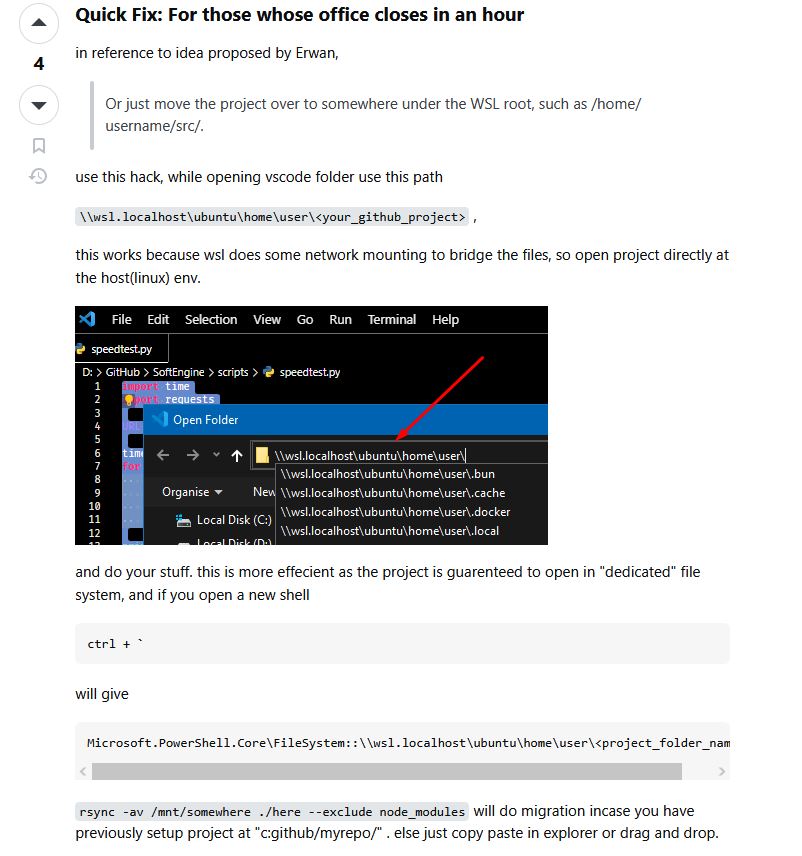 Quick Fix: For those whose office closes in an hour
4
in reference to idea proposed by Erwan,
Or just move the project over to somewhere under the WSL root, such as /home/
username/src/.
use this hack, while opening vscode folder use this path
\\wsl.localhost\ubuntu\home\user\<your_github_project> ,
this works because wsl does some network mounting to bridge the files, so open project directly at
the host(linux) env.
File Edit Selection View Go Run Terminal Help
speedtest.py
D: > GitHub > SoftEngine > scripts > speedtest.py
1 import time
2 import requests
3
4 URL
5
6 time
7 for
8
9
10
11
12
Open Folder
\\wsl.localhost\ubuntu\home\user\
\\wsl.localhost\ubuntu\home\user\.bun
\\wsl.localhost\ubuntu\home\user\.cache
\\wsl.localhost\ubuntu\home\user\.docker
\\wsl.localhost\ubuntu\home\user\.local
Organise New
Local Disk (C:)
Local Disk (D:)
and do your stuff. this is more effecient as the project is guarenteed to open in "dedicated" file
system, and if you open a new shell
ctrl + `
will give
Microsoft.PowerShell.Core\FileSystem::\\wsl.localhost\ubuntu\home\user\<project_folder_nam
rsync -av /mnt/somewhere ./here --exclude node_modules will do migration incase you have
previously setup project at "c:github/myrepo/" . else just copy paste in explorer or drag and drop.